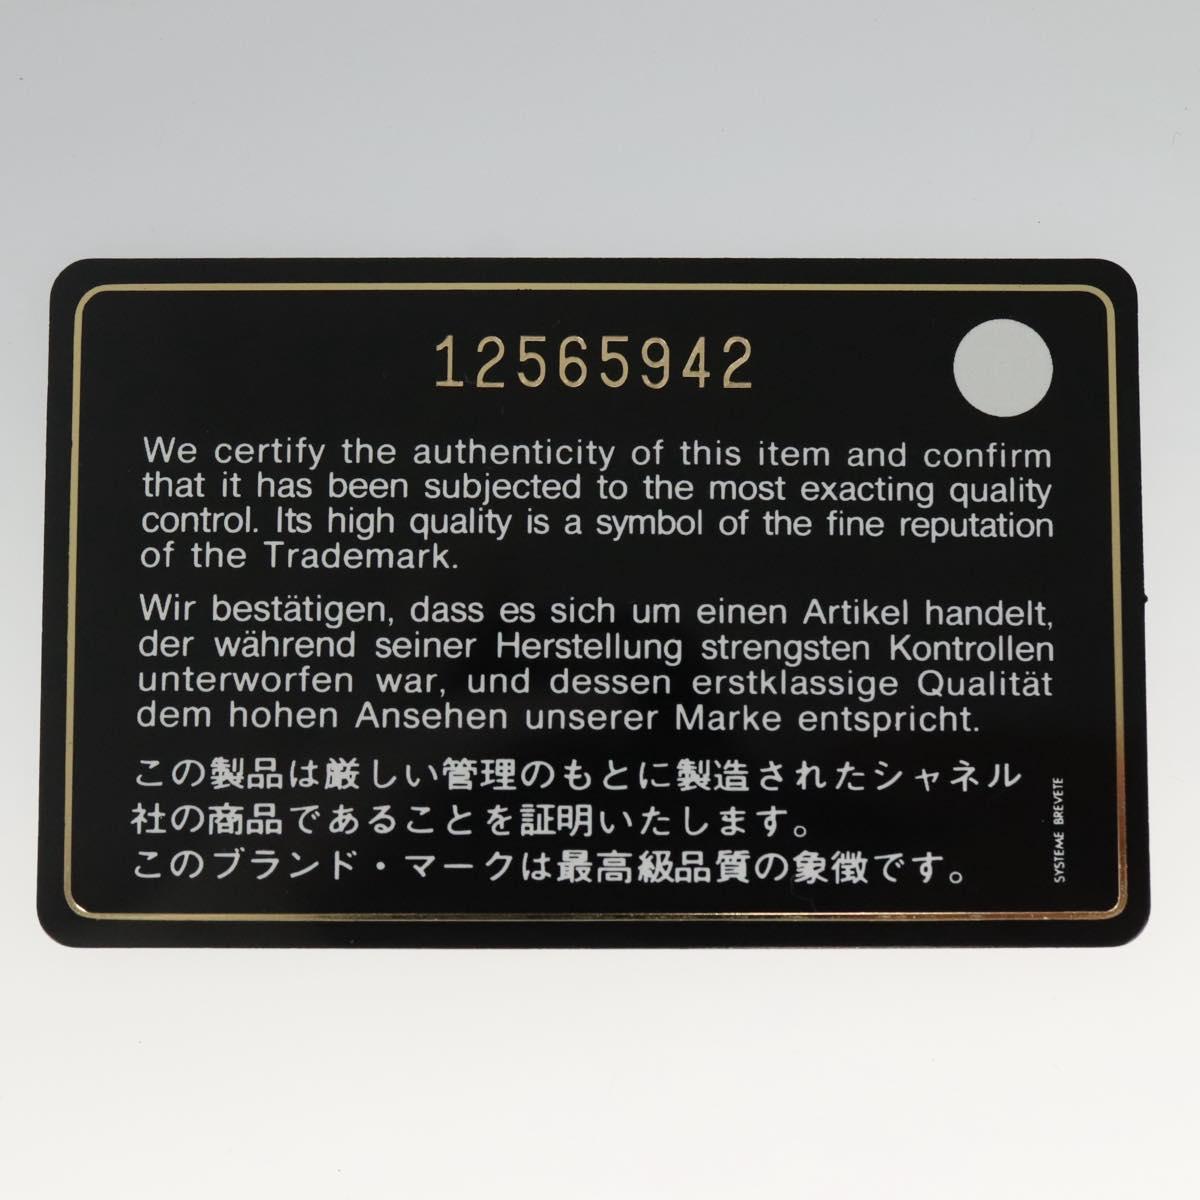 12565942
We certify the authenticity of this item and confirm
that it has been subjected to the most exacting quality
control. Its high quality is a symbol of the fine reputation
of the Trademark.
Wir bestätigen, dass es sich um einen Artikel handelt,
der während seiner Herstellung strengsten Kontrollen
unterworfen war, und dessen erstklassige Qualität
dem hohen Ansehen unserer Marke entspricht.
この製品は厳しい管理のもとに製造されたシャネル
社の商品であることを証明いたします。
このブランド・マークは最高級品質の象徴です。
SYSTEME BREVETE